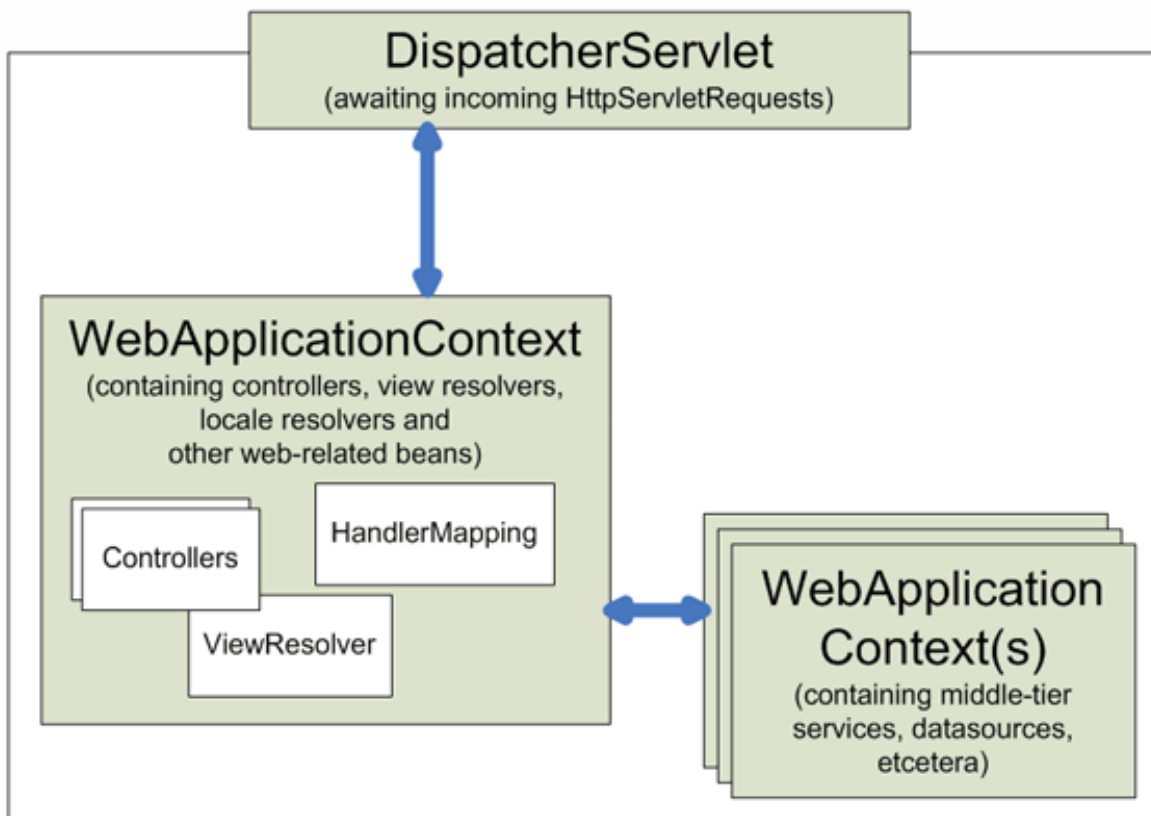 DispatcherServlet
(awaiting incoming HttpServletRequests)
WebApplicationContext
(containing controllers, view resolvers,
locale resolvers and
other web-related beans)
Controllers
HandlerMapping
ViewResolver
WebApplication
Context(s)
(containing middle-tier
services, datasources,
etcetera)